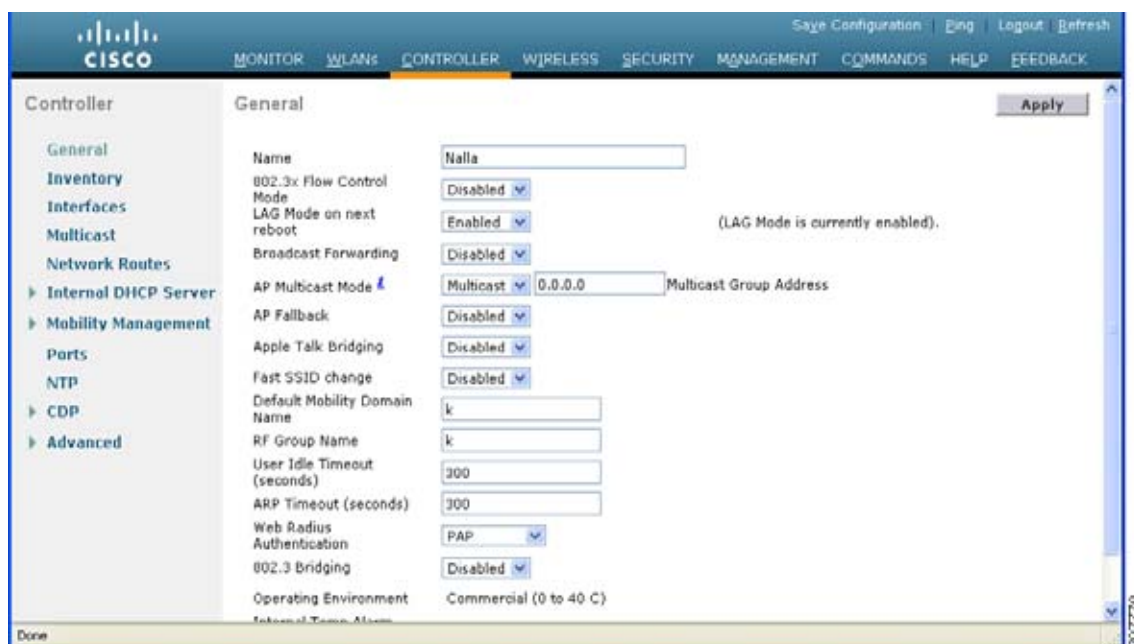 Save Configuration | Ping | Logout | Refresh
CISCO
MONITOR WLANs CONTROLLER WIRELESS SECURITY MANAGEMENT COMMANDS HELP FEEDBACK
Controller
General
Inventory
Interfaces
Multicast
Network Routes
Internal DHCP Server
Mobility Management
Ports
NTP
CDP
Advanced
General
Apply
Name Nalla
802.3x Flow Control Mode Disabled
LAG Mode on next reboot Enabled (LAG Mode is currently enabled).
Broadcast Forwarding Disabled
AP Multicast Mode Multicast 0.0.0.0 Multicast Group Address
AP Fallback Disabled
Apple Talk Bridging Disabled
Fast SSID change Disabled
Default Mobility Domain Name k
RF Group Name k
User Idle Timeout (seconds) 300
ARP Timeout (seconds) 300
Web Radius Authentication PAP
802.3 Bridging Disabled
Operating Environment Commercial (0 to 40 C)
Internal Temp Alarm
Done